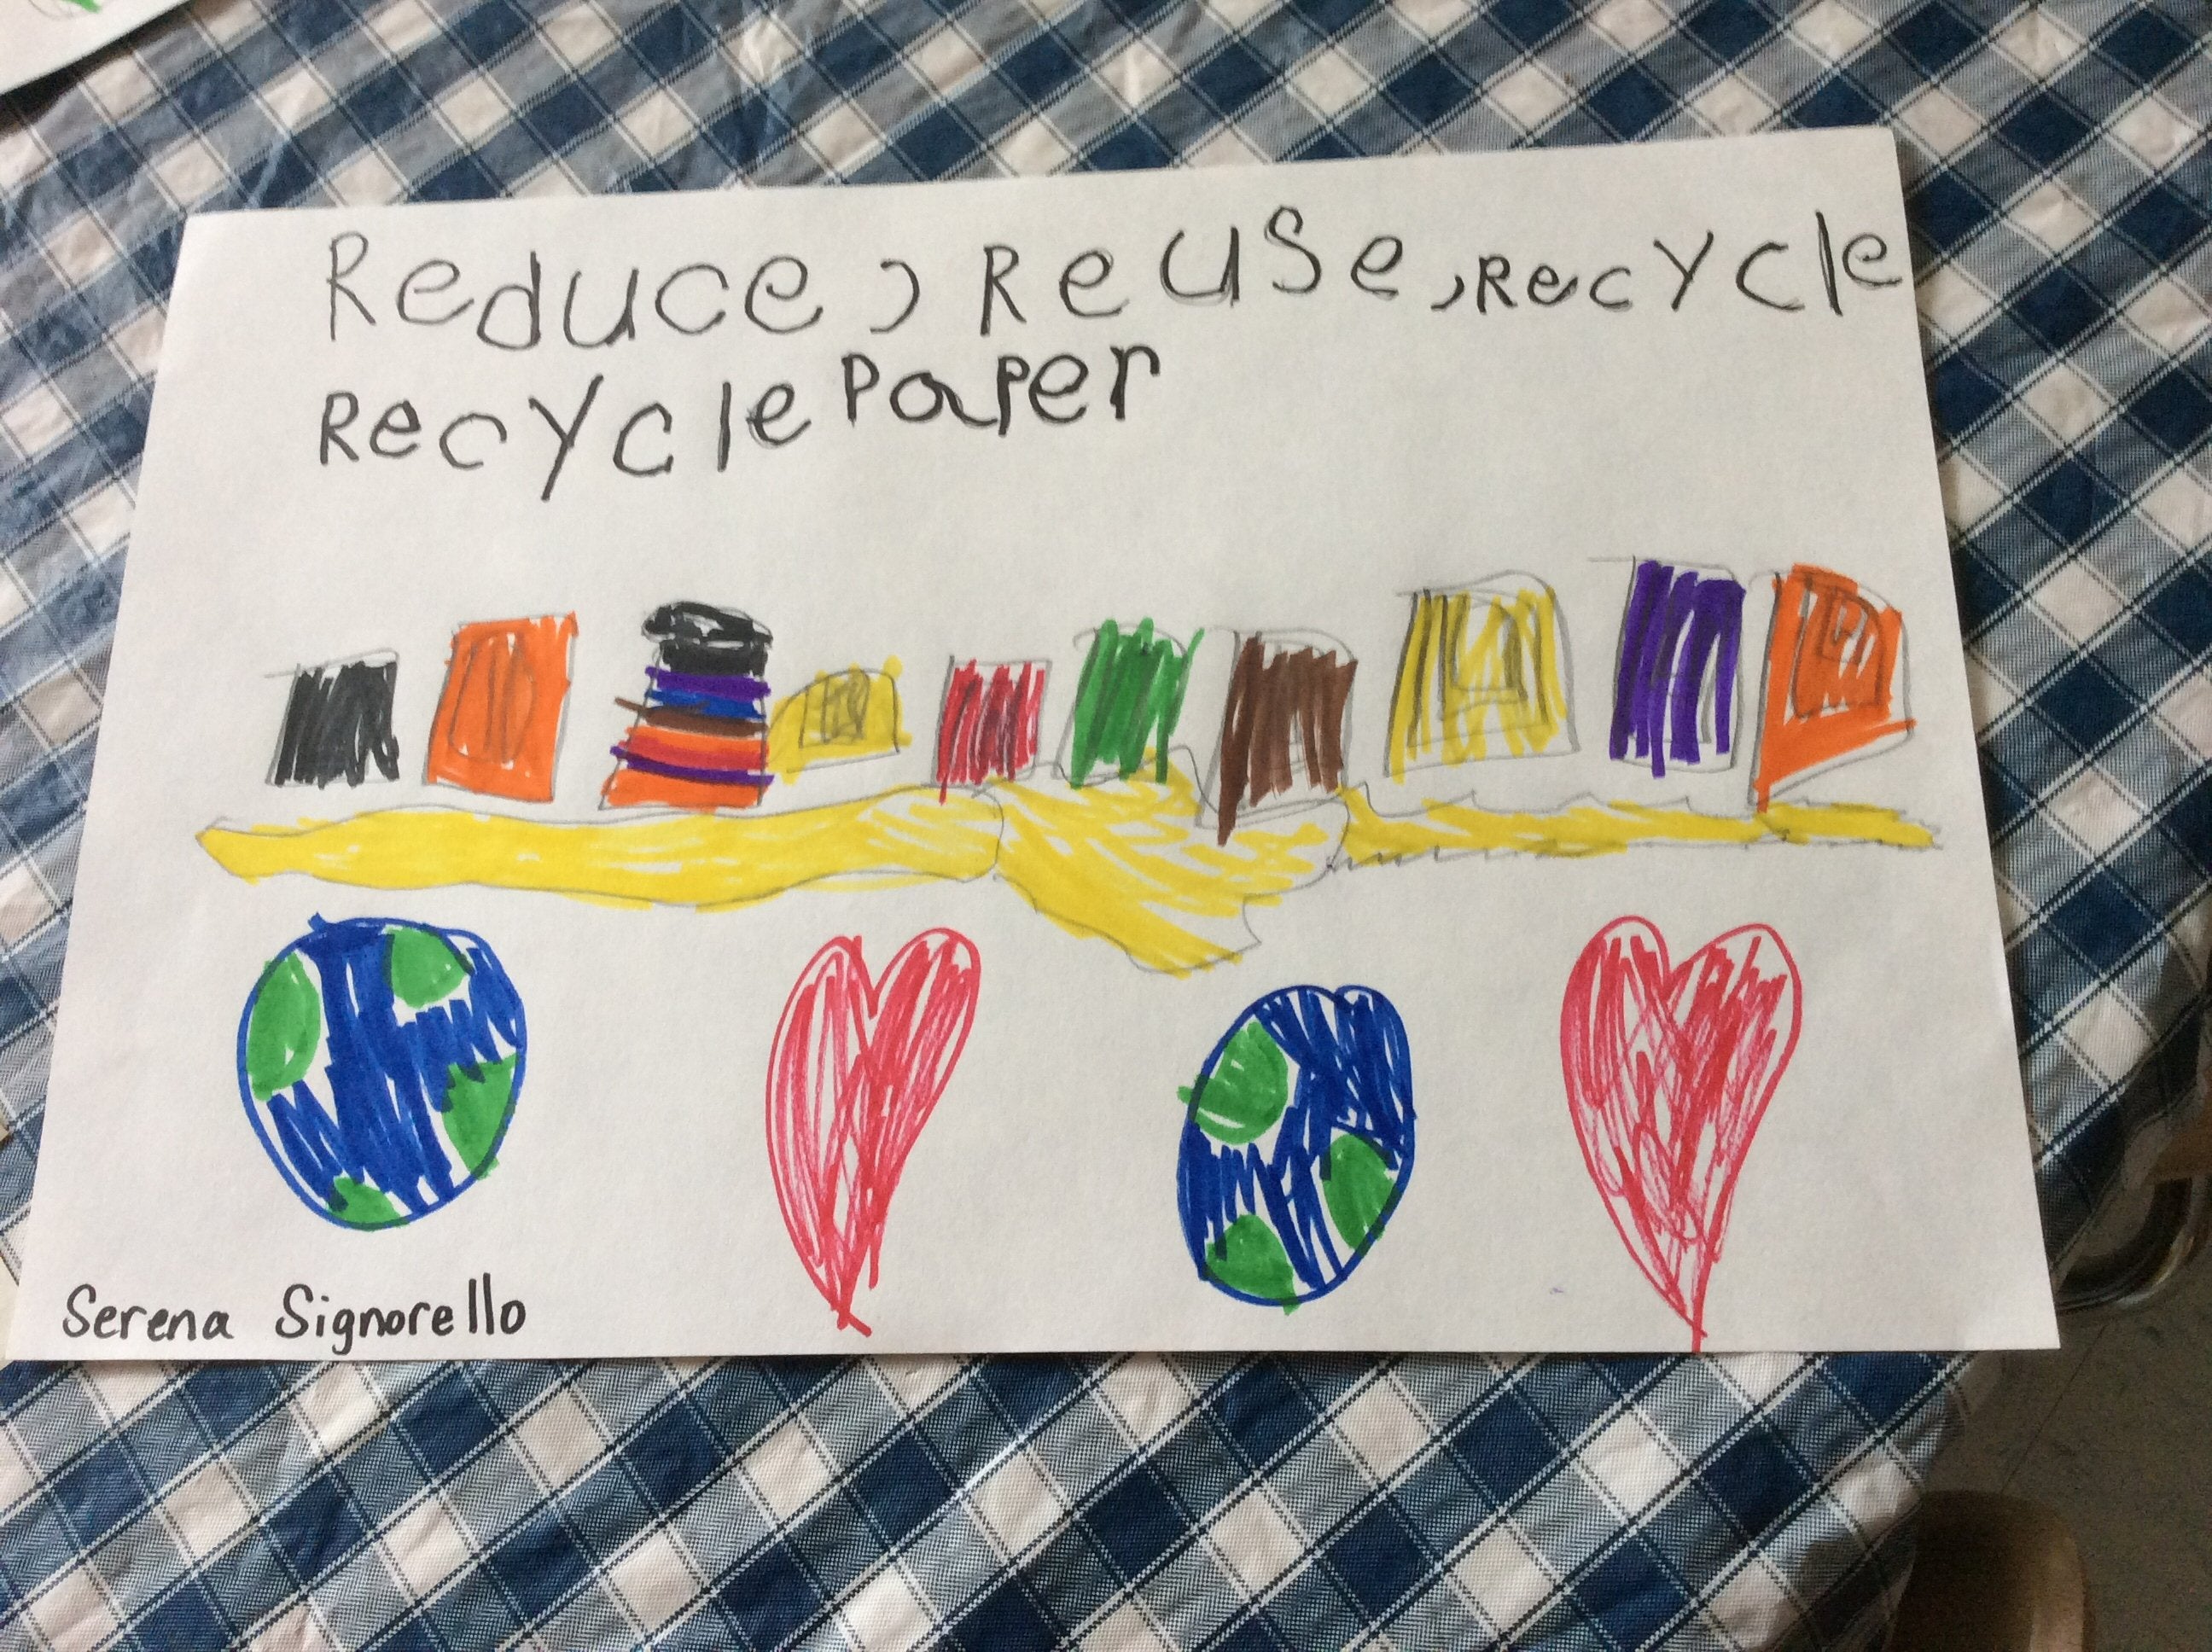 Reduce, Reuse, Recycle
Recycle Paper
Serena Signorello